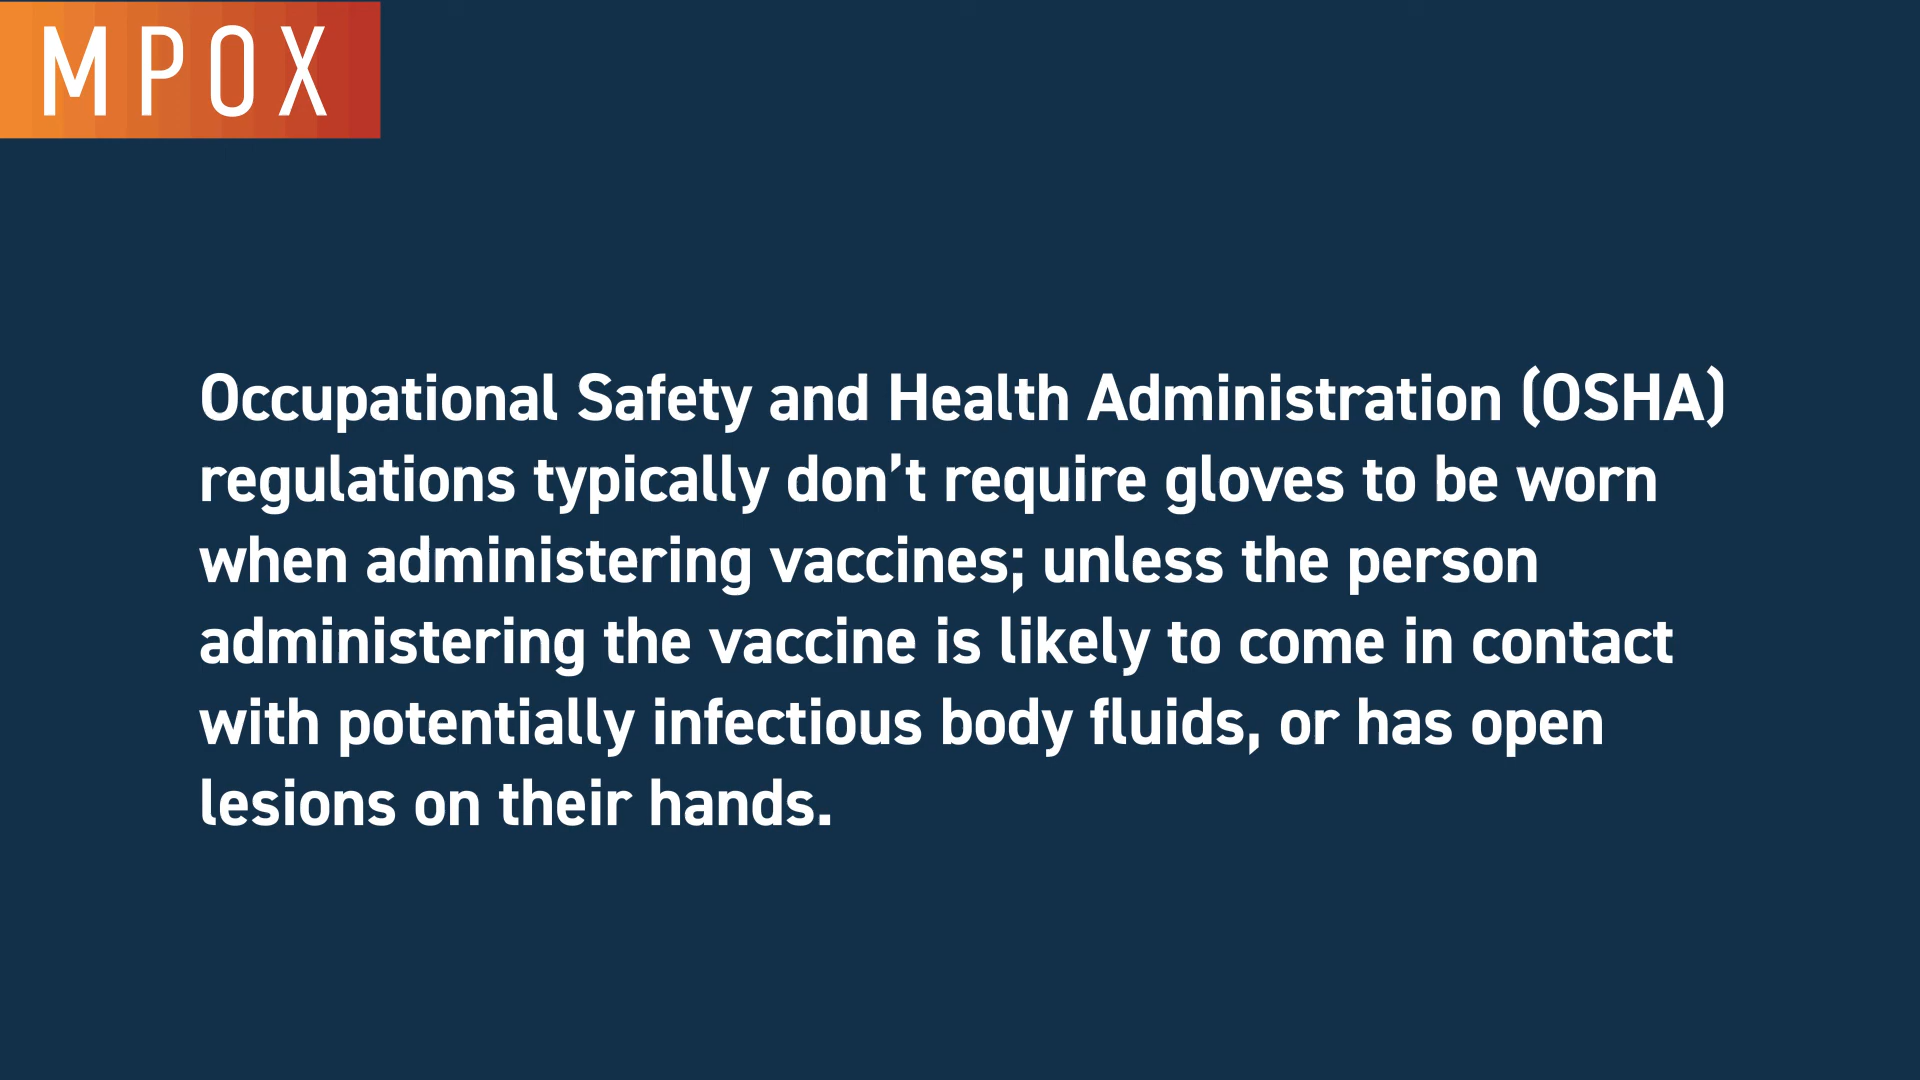 MPOX
Occupational Safety and Health Administration (OSHA)
regulations typically don’t require gloves to be worn
when administering vaccines; unless the person
administering the vaccine is likely to come in contact
with potentially infectious body fluids, or has open
lesions on their hands.